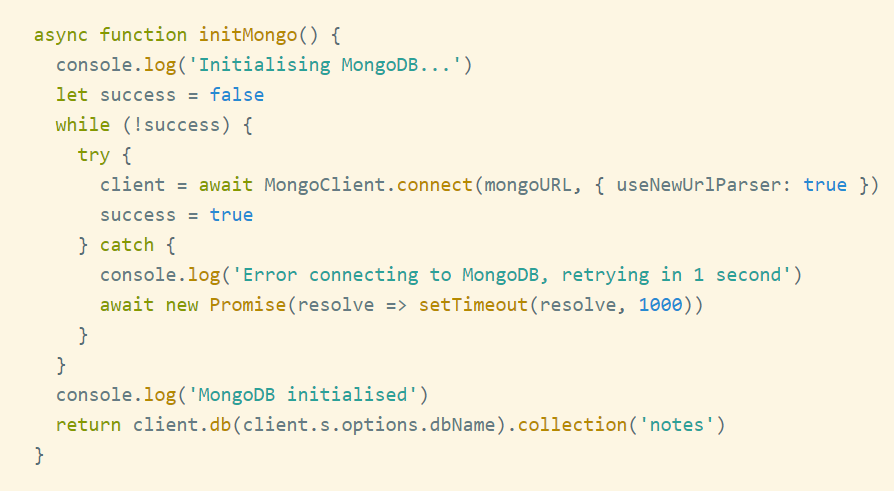 async function initMongo() {
  console.log('Initialising MongoDB...')
  let success = false
  while (!success) {
    try {
      client = await MongoClient.connect(mongoURL, { useNewUrlParser: true })
      success = true
    } catch {
      console.log('Error connecting to MongoDB, retrying in 1 second')
      await new Promise(resolve => setTimeout(resolve, 1000))
    }
  }
  console.log('MongoDB initialised')
  return client.db(client.s.options.dbName).collection('notes')
}